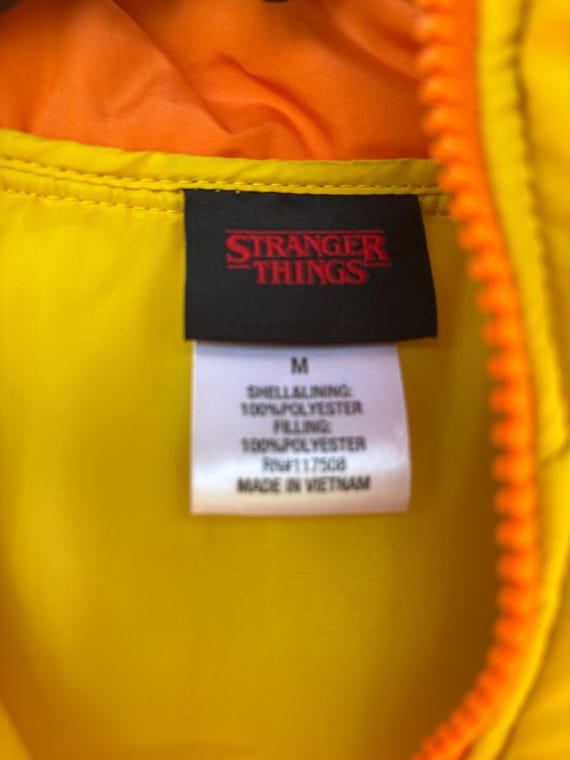 STRANGER
THINGS
M
SHELL&LINING:
100%POLYESTER
FILLING:
100%POLYESTER
RN#117508
MADE IN VIETNAM